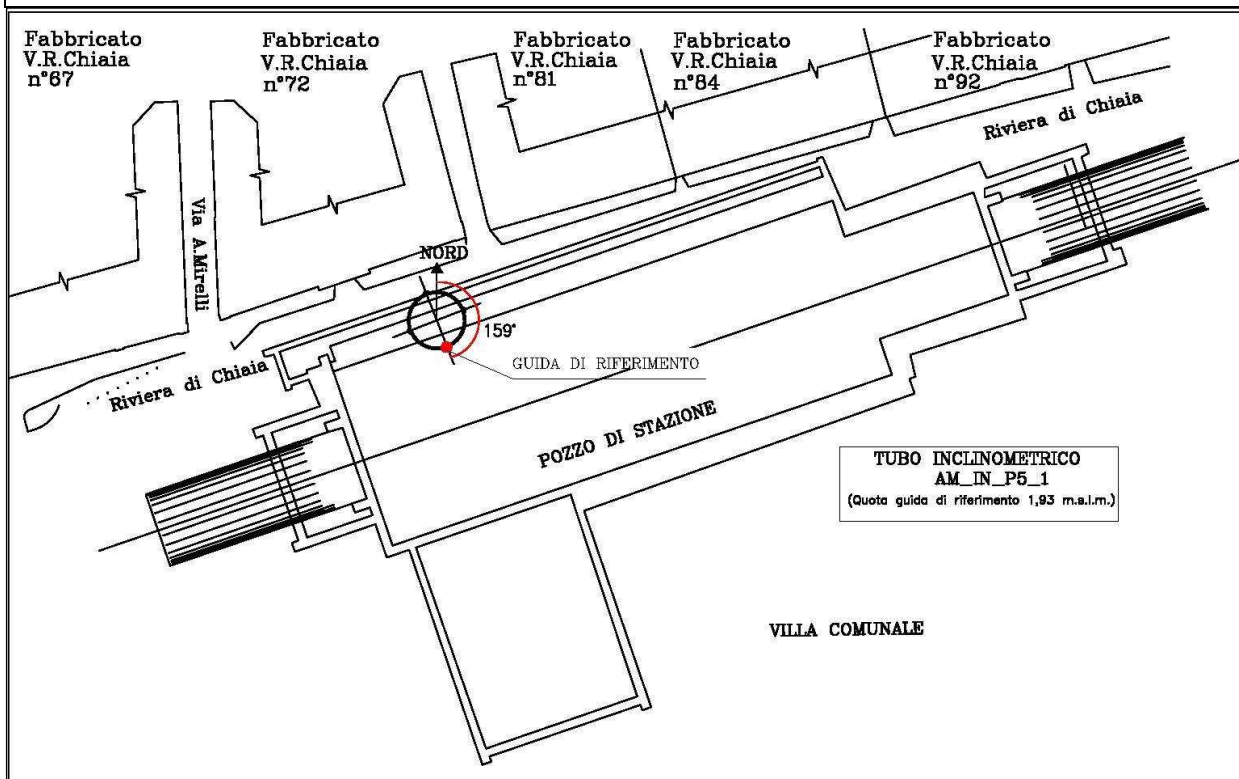 Fabbricato
V.R.Chiaia
n°67
Fabbricato
V.R.Chiaia
n°72
Fabbricato
V.R.Chiaia
n°81
Fabbricato
V.R.Chiaia
n°84
Fabbricato
V.R.Chiaia
n°92
Riviera di Chiaia
Via A.Mirelli
NORD
159°
GUIDA DI RIFERIMENTO
Riviera di Chiaia
POZZO DI STAZIONE
TUBO INCLINOMETRICO
AM_IN_P5_1
(Quota guida di riferimento 1,93 m.s.l.m.)
VILLA COMUNALE